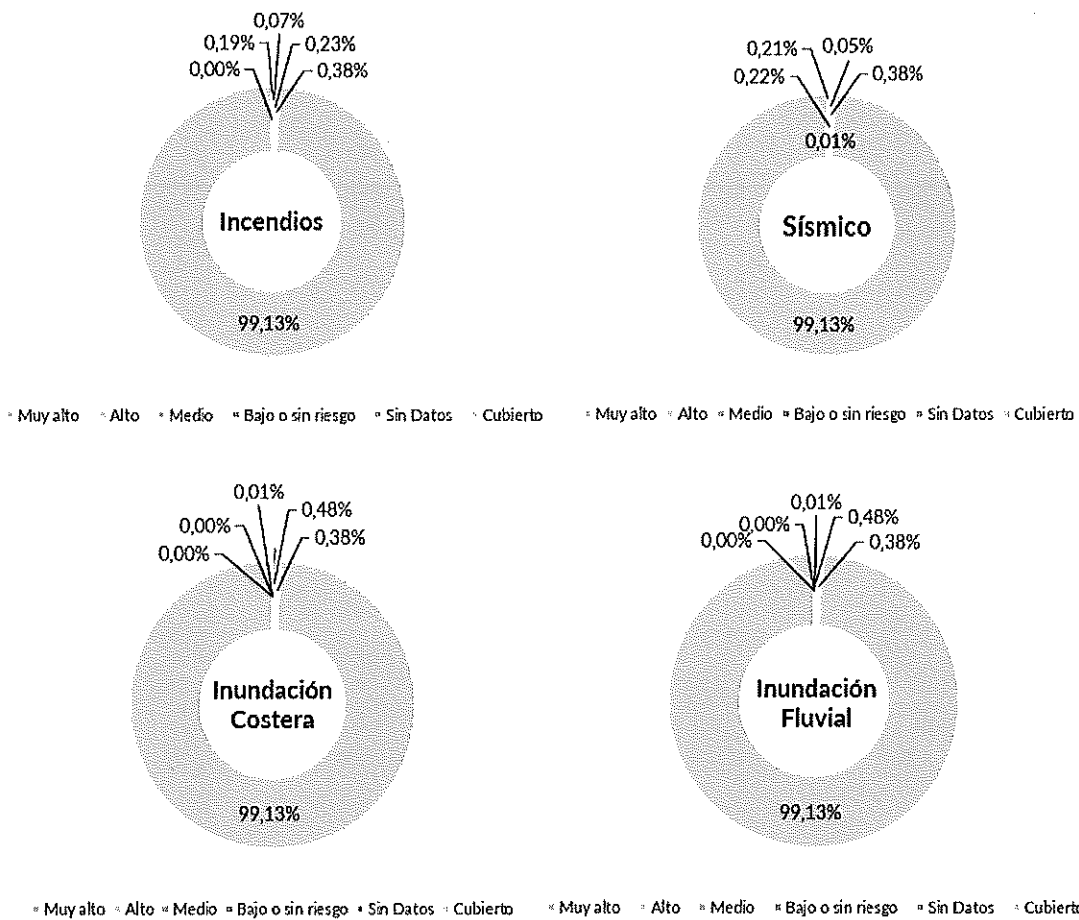 0,07%
0,19% 0,23%
0,00% 0,38%
Incendios
99,13%
Muy alto Alto Medio Bajo o sin riesgo Sin Datos Cubierto
0,21% 0,05%
0,22% 0,38%
0,01%
Sísmico
99,13%
Muy alto Alto Medio Bajo o sin riesgo Sin Datos Cubierto
0,01%
0,48%
0,00%
0,38%
0,00%
Inundación
Costera
99,13%
Muy alto Alto Medio Bajo o sin riesgo Sin Datos Cubierto
0,01%
0,00% 0,48%
0,00% 0,38%
Inundación
Fluvial
99,13%
Muy alto Alto Medio Bajo o sin riesgo Sin Datos Cubierto